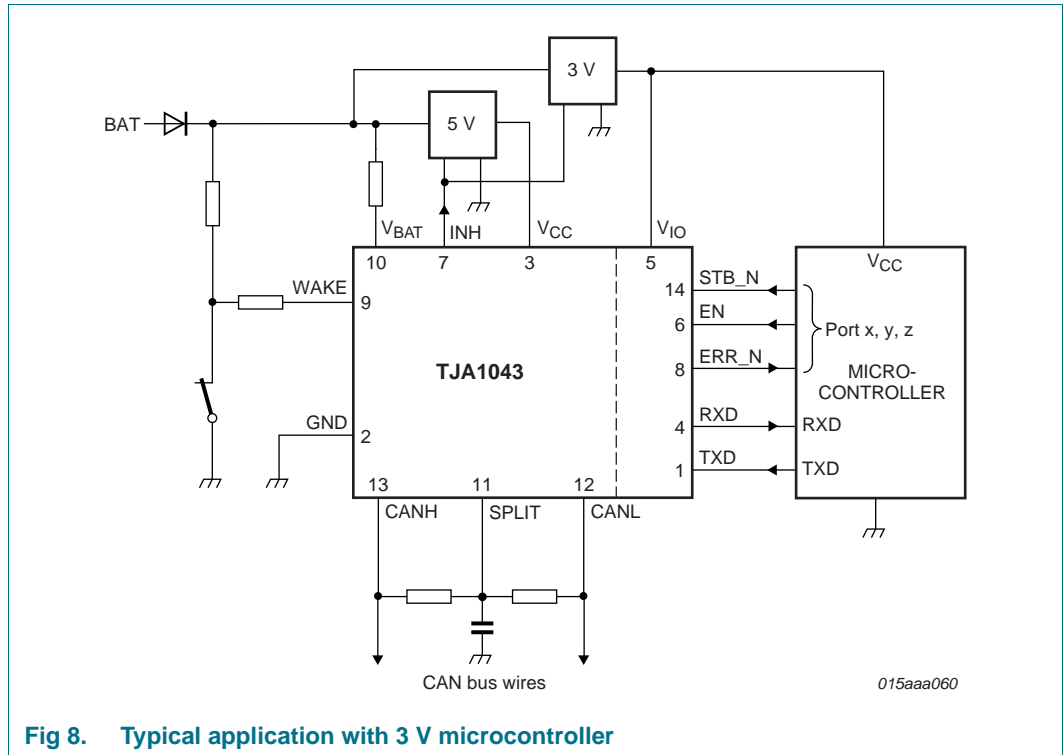 3 V
BAT
5 V
VBAT
INH
VCC
VIO
10
7
3
5
VCC
14
STB_N
WAKE
9
6
EN
Port x, y, z
TJA1043
8
ERR_N
MICRO-
CONTROLLER
GND
2
4
RXD
RXD
1
TXD
TXD
13
11
12
CANH
SPLIT
CANL
CAN bus wires
015aaa060
Fig 8. Typical application with 3 V microcontroller